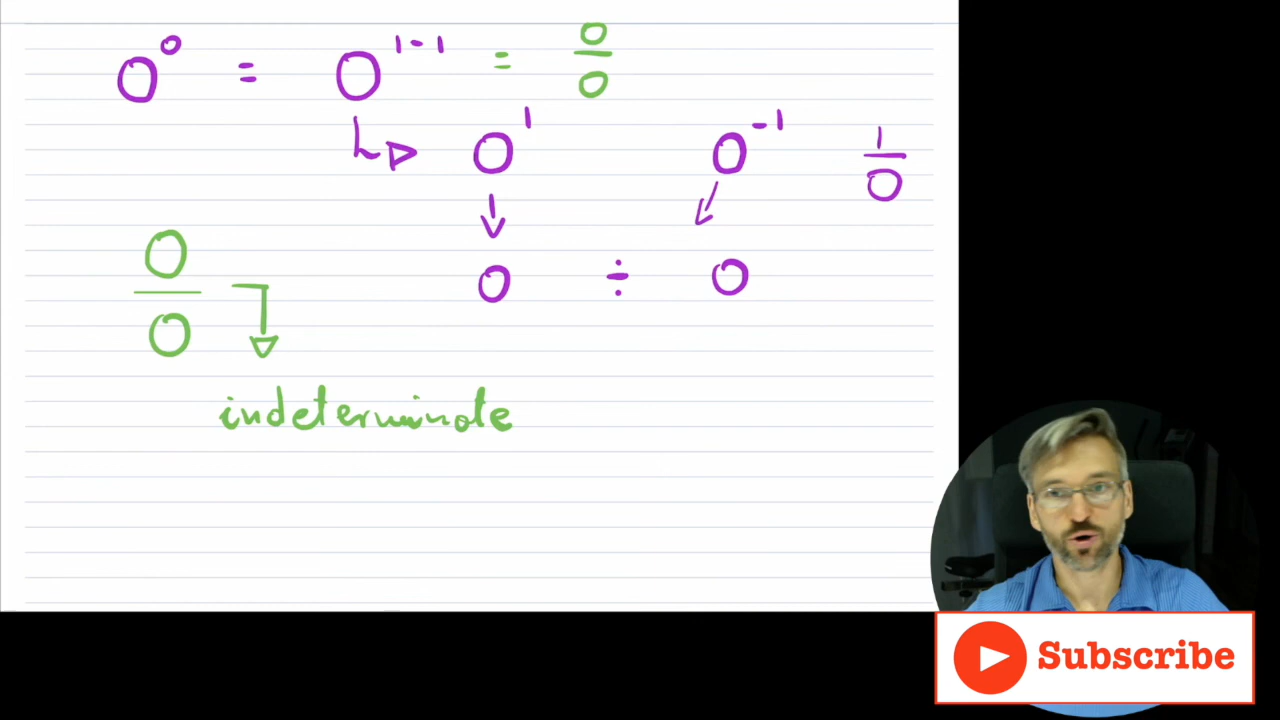 0⁰ = 0¹⁻¹ = 0/0
0¹ 0⁻¹ 1/0
0/0 0 ÷ 0
indeterminate
Subscribe